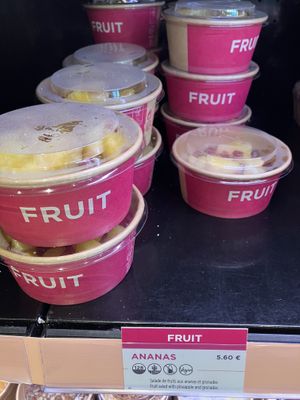 FRUIT
FRUIT
FRUIT
FRUIT
FRUIT
FRUIT
FRUIT
FRUIT
ANANAS 5.60 €
Salade de fruits aux ananas et grenades
Fruit salad with pineapple and grenades